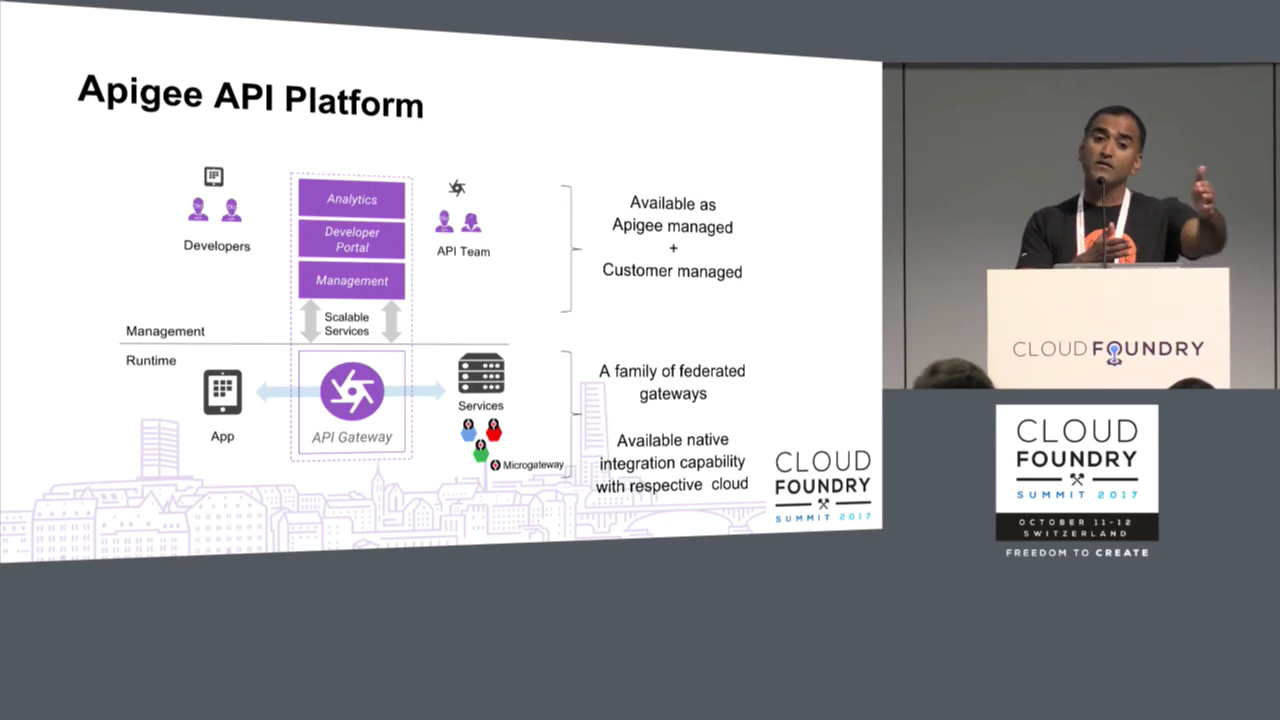 Apigee API Platform
Analytics
Developer
Portal
Management
Developers
API Team
Scalable
Services
Management
Runtime
App
API Gateway
Services
Microgateway
Available as
Apigee managed
+
Customer managed
A family of federated
gateways
Available native
integration capability
with respective cloud
CLOUD
FOUNDRY
SUMMIT 2017
CLOUD FOUNDRY
CLOUD
FOUNDRY
SUMMIT 2017
OCTOBER 11-12
SWITZERLAND
FREEDOM TO CREATE